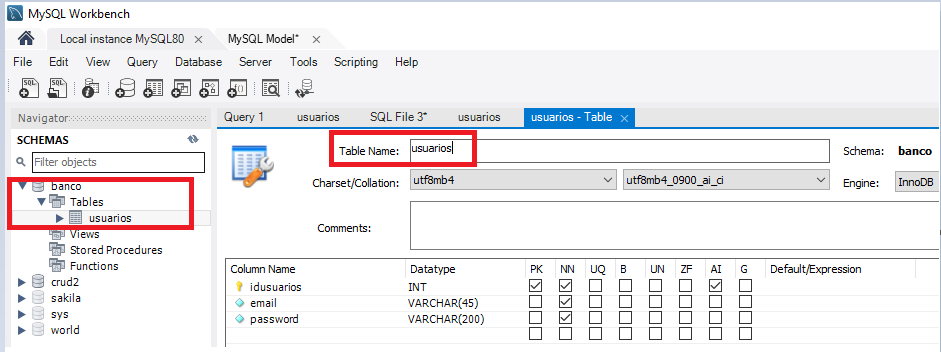 MySQL Workbench
Local instance MySQL80 × MySQL Model* ×
File Edit View Query Database Server Tools Scripting Help
Navigator
SCHEMAS
Filter objects
banco
Tables
usuarios
Views
Stored Procedures
Functions
crud2
sakila
sys
world
Query 1 usuarios SQL File 3* usuarios usuarios - Table ×
Table Name: usuarios Schema: banco
Charset/Collation: utf8mb4 utf8mb4_0900_ai_ci Engine: InnoDB
Comments:
Column Name Datatype PK NN UQ B UN ZF AI G Default/Expression
idusuarios INT
email VARCHAR(45)
password VARCHAR(200)